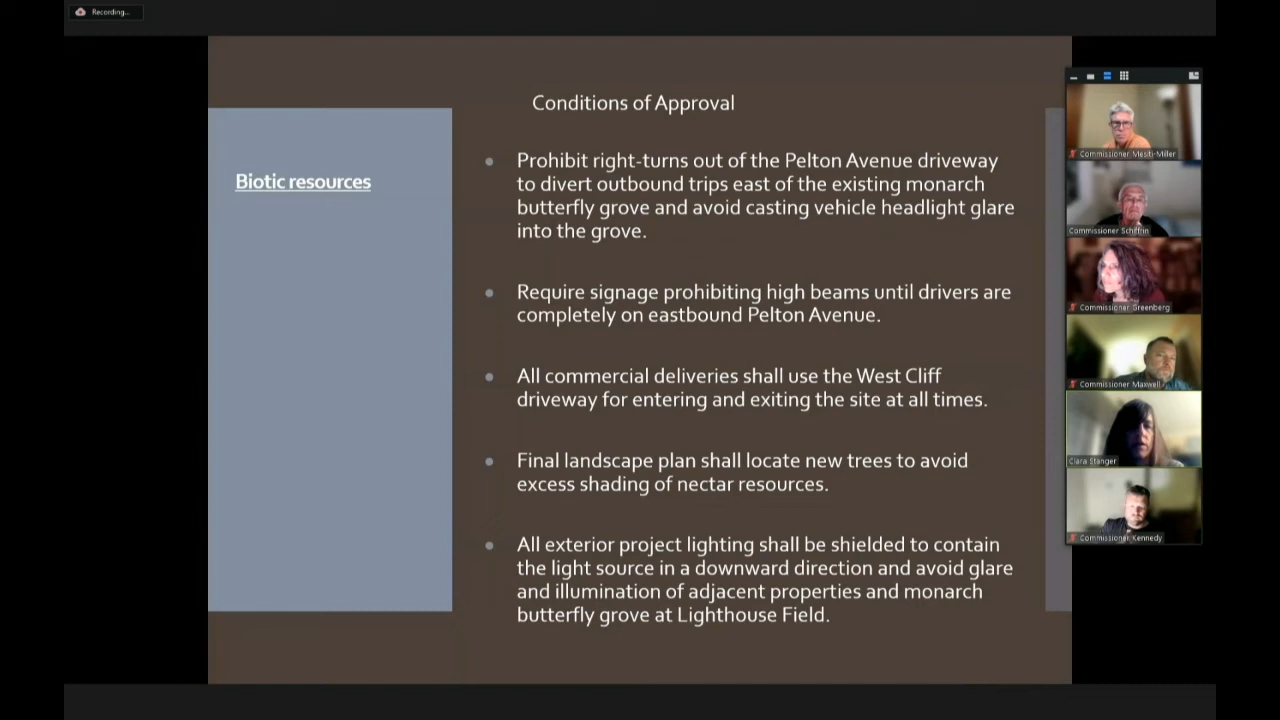 Recording...
Conditions of Approval
Biotic resources
Prohibit right-turns out of the Pelton Avenue driveway
to divert outbound trips east of the existing monarch
butterfly grove and avoid casting vehicle headlight glare
into the grove.
Require signage prohibiting high beams until drivers are
completely on eastbound Pelton Avenue.
All commercial deliveries shall use the West Cliff
driveway for entering and exiting the site at all times.
Final landscape plan shall locate new trees to avoid
excess shading of nectar resources.
All exterior project lighting shall be shielded to contain
the light source in a downward direction and avoid glare
and illumination of adjacent properties and monarch
butterfly grove at Lighthouse Field.
Commissioner Mesiti-Miller
Commissioner Schiffrin
Commissioner Greenberg
Commissioner Maxwell
Clara Stanger
Commissioner Kennedy